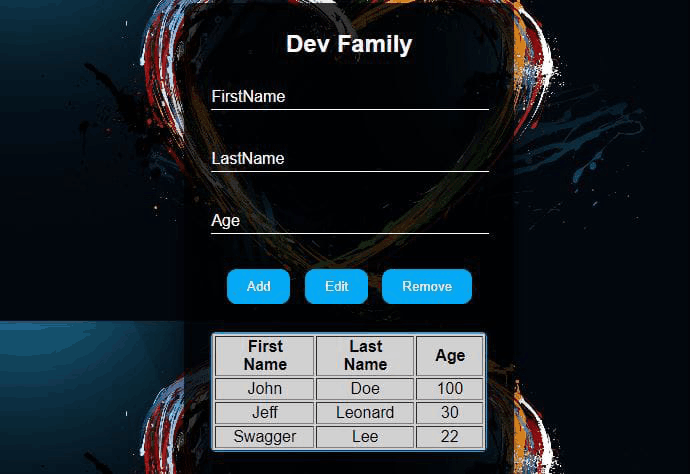 Dev Family
FirstName
LastName
Age
Add Edit Remove
First Name Last Name Age
John Doe 100
Jeff Leonard 30
Swagger Lee 22